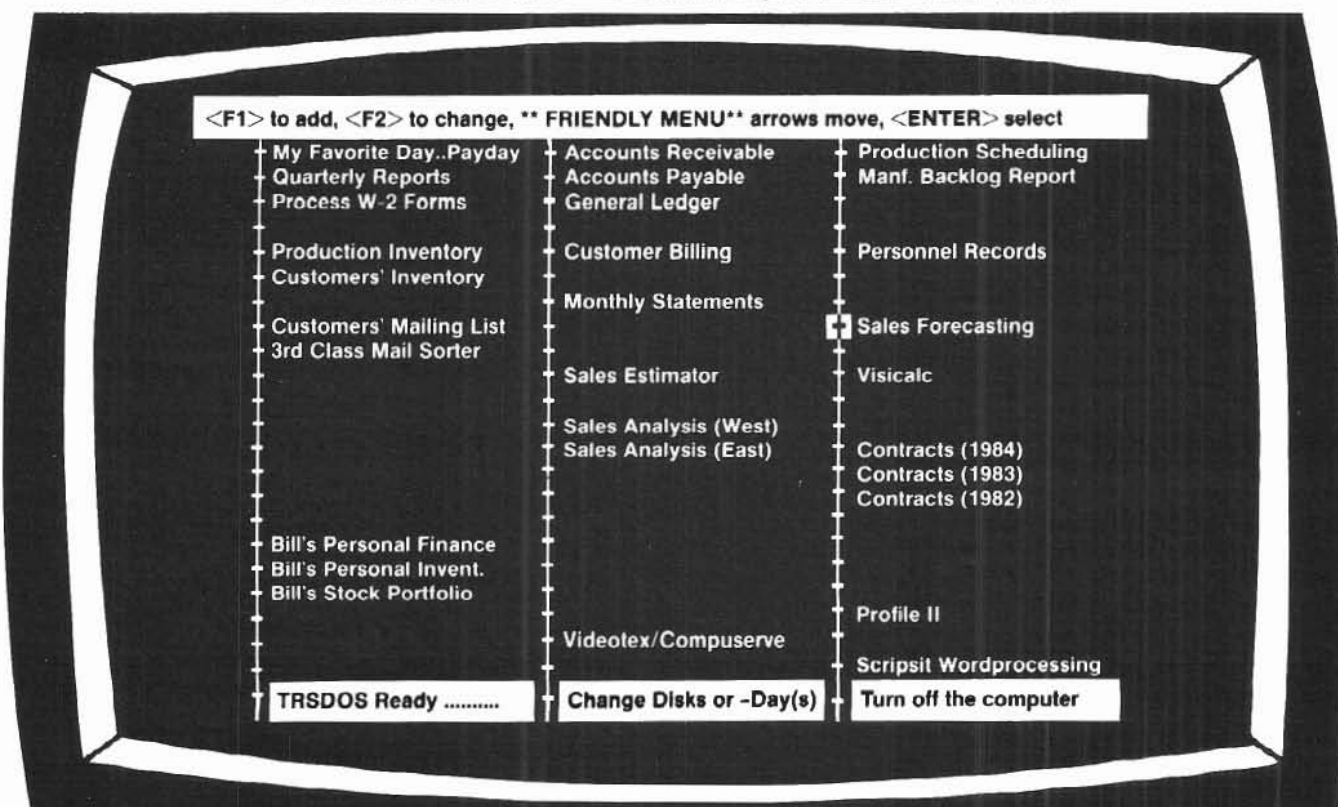 <F1> to add, <F2> to change, ** FRIENDLY MENU** arrows move, <ENTER> select
My Favorite Day..Payday
Quarterly Reports
Process W-2 Forms
Production Inventory
Customers' Inventory
Customers' Mailing List
3rd Class Mail Sorter
Bill's Personal Finance
Bill's Personal Invent.
Bill's Stock Portfolio
TRSDOS Ready ..........
Accounts Receivable
Accounts Payable
General Ledger
Customer Billing
Monthly Statements
Sales Estimator
Sales Analysis (West)
Sales Analysis (East)
Videotex/Compuserve
Change Disks or -Day(s)
Production Scheduling
Manf. Backlog Report
Personnel Records
Sales Forecasting
Visicalc
Contracts (1984)
Contracts (1983)
Contracts (1982)
Profile II
Scripsit Wordprocessing
Turn off the computer